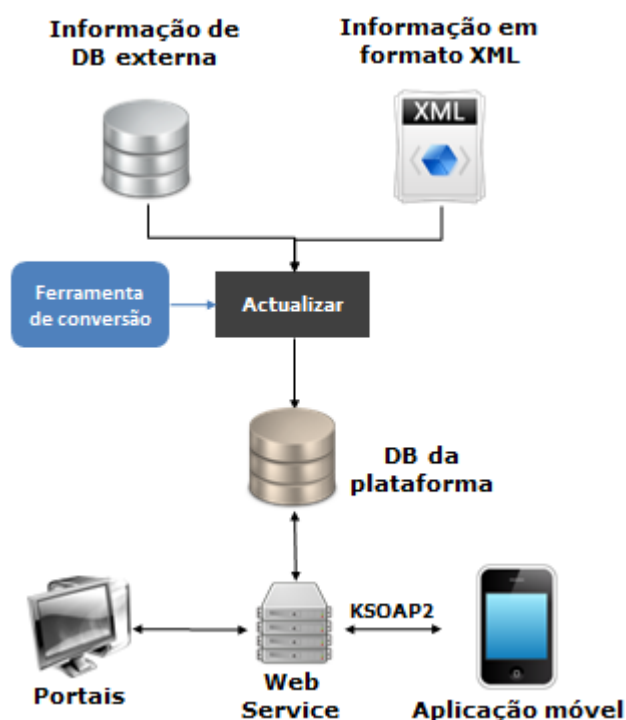 Informação de
DB externa
Informação em
formato XML
XML
Ferramenta
de conversão
Actualizar
DB da
plataforma
KSOAP2
Portais
Web
Service
Aplicação móvel